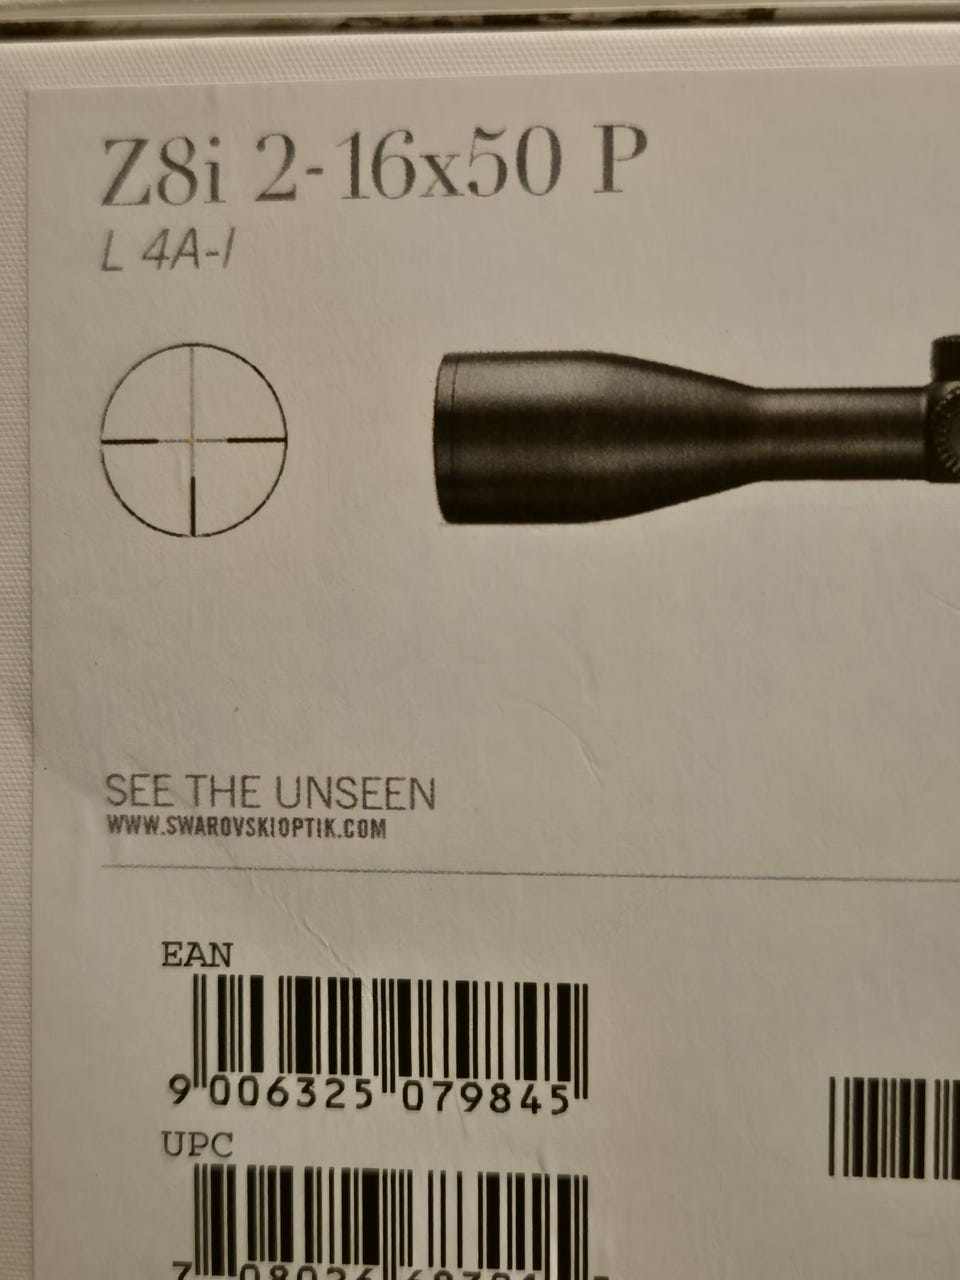 Z8i 2-16x50 P
L 4A-I
SEE THE UNSEEN
WWW.SWAROVSKIOPTIK.COM
EAN
9 006325 079845
UPC